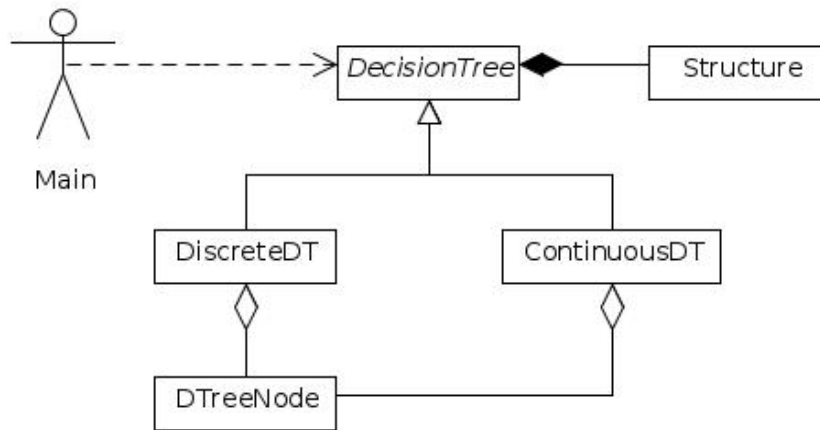 DecisionTree
Structure
Main
DiscreteDT
ContinuousDT
DTreeNode